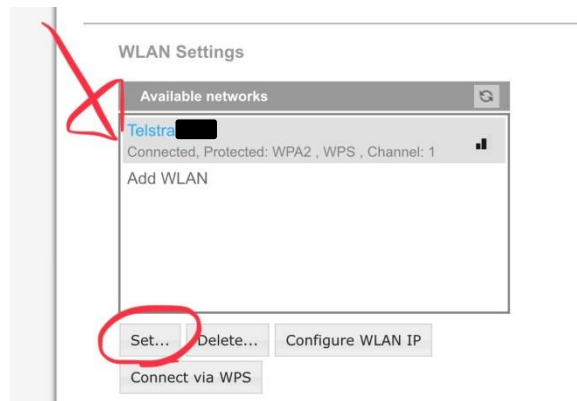 WLAN Settings
Available networks
Telstra
Connected, Protected: WPA2 , WPS , Channel: 1
Add WLAN
Set... Delete... Configure WLAN IP
Connect via WPS